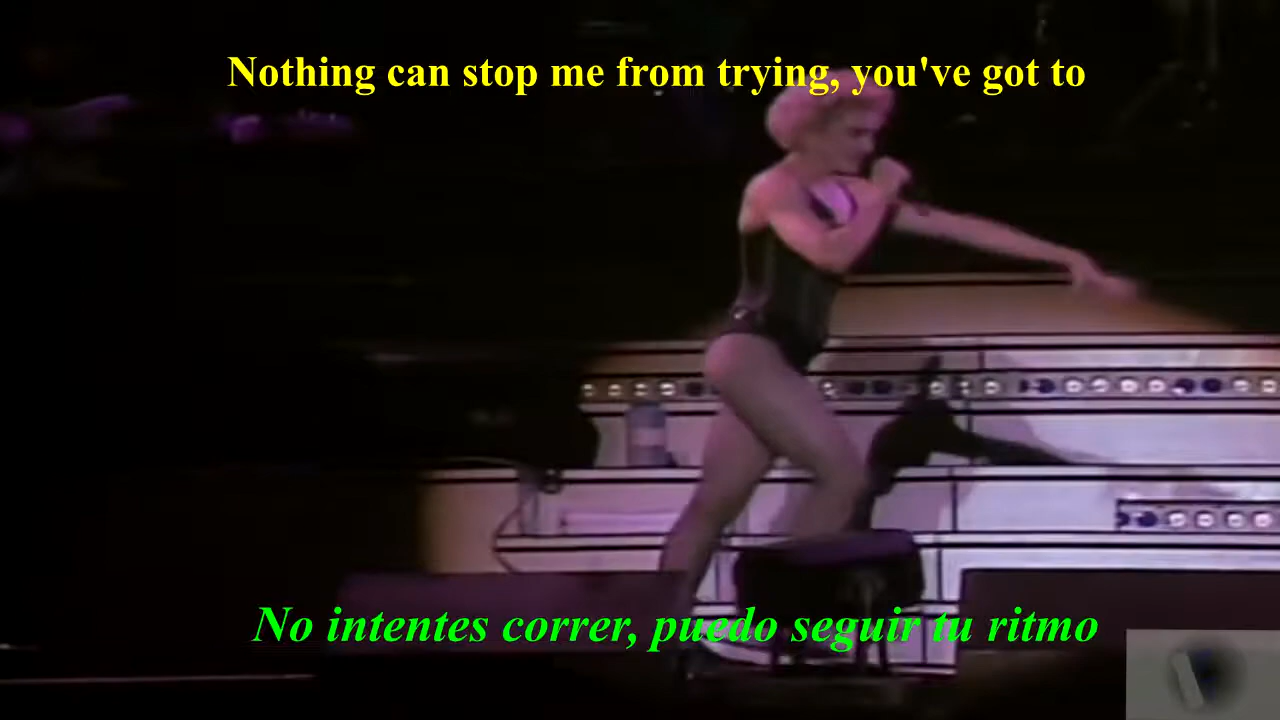 Nothing can stop me from trying, you've got to
No intentes correr, puedo seguir tu ritmo